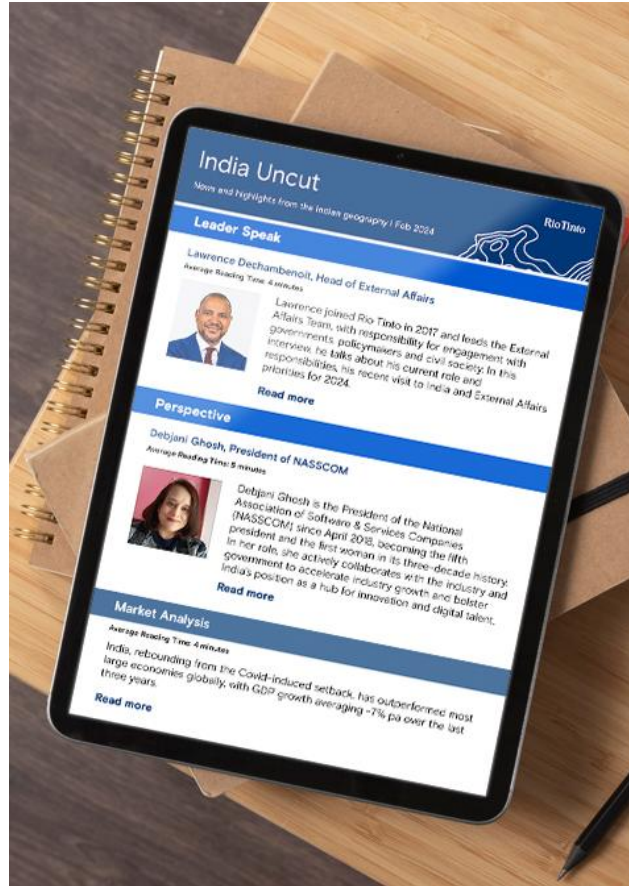 India Uncut
News and highlights from the Indian geography | Feb 2024
RioTinto
Leader Speak
Lawrence Dechambenoit, Head of External Affairs
Average Reading Time: 4 minutes
Lawrence joined Rio Tinto in 2017 and leads the External
Affairs Team, with responsibility for engagement with
governments, policymakers and civil society. In this
interview, he talks about his current role and
responsibilities, his recent visit to India and External Affairs
priorities for 2024.
Read more
Perspective
Debjani Ghosh, President of NASSCOM
Average Reading Time: 5 minutes
Debjani Ghosh is the President of the National
Association of Software & Services Companies
(NASSCOM) since April 2018, becoming the fifth
president and the first woman in its three-decade history.
In her role, she actively collaborates with the industry and
government to accelerate industry growth and bolster
India's position as a hub for innovation and digital talent.
Read more
Market Analysis
Average Reading Time: 4 minutes
India, rebounding from the Covid-induced setback, has outperformed most
large economies globally, with GDP growth averaging ~7% pa over the last
three years.
Read more